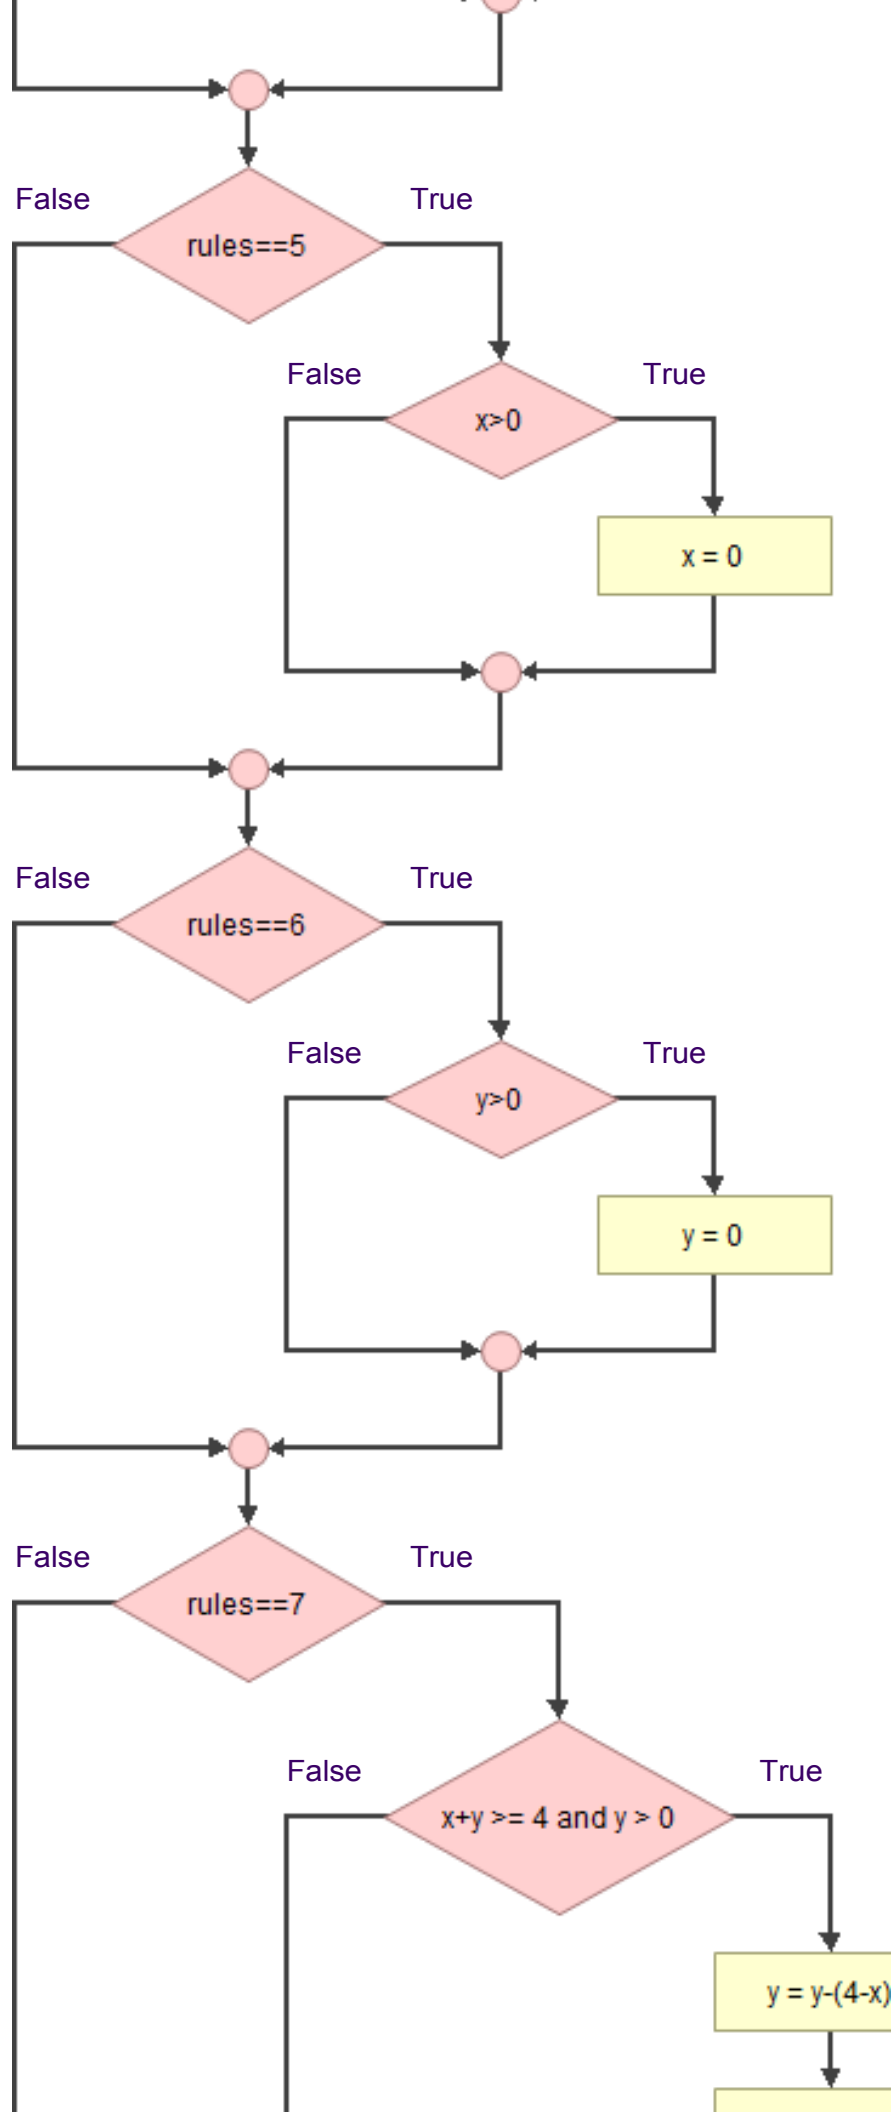 False
True
rules==5
False
True
x>0
x = 0
False
True
rules==6
False
True
y>0
y = 0
False
True
rules==7
False
True
x+y >= 4 and y > 0
y = y-(4-x)